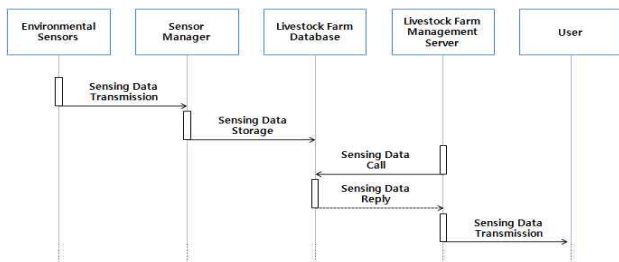 Environmental
Sensors
Sensor
Manager
Livestock Farm
Database
Livestock Farm
Management
Server
User
Sensing Data
Transmission
Sensing Data
Storage
Sensing Data
Call
Sensing Data
Reply
Sensing Data
Transmission